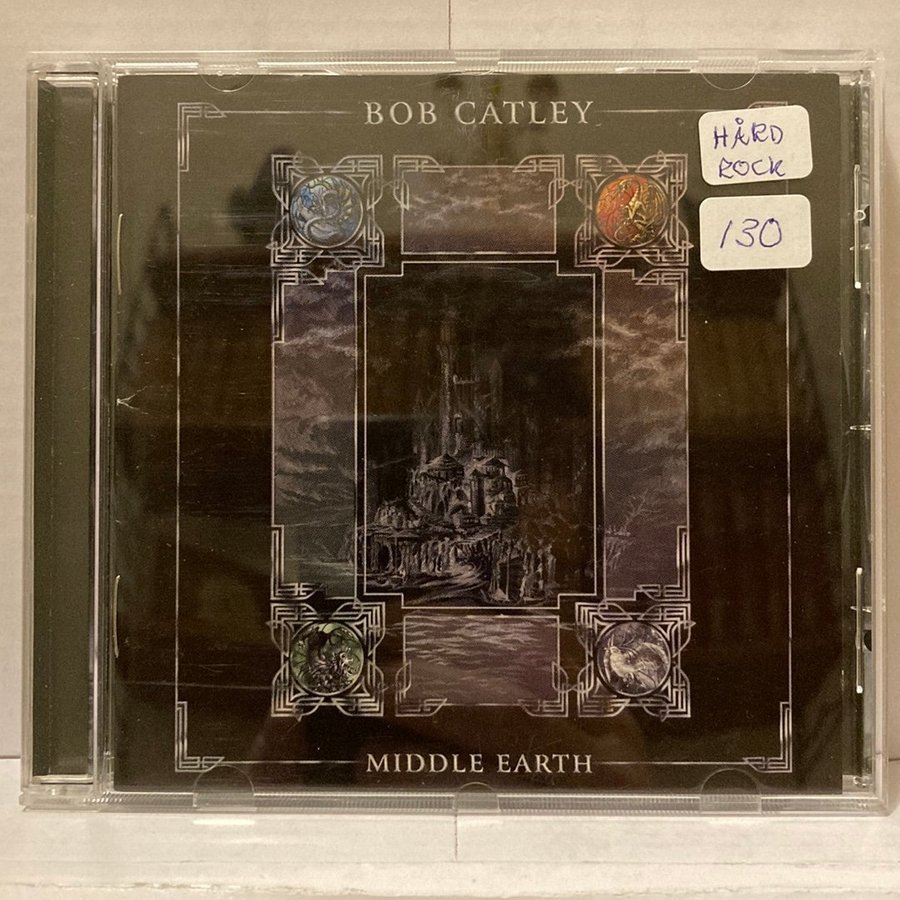 BOB CATLEY
HÅRD
ROCK
130
MIDDLE EARTH